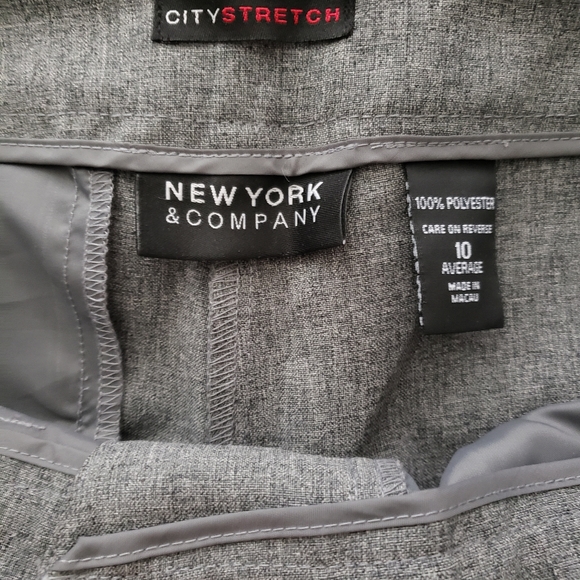 CITYSTRETCH
NEW YORK
& COMPANY
100% POLYESTER
CARE ON REVERSE
10
AVERAGE
MADE IN
MACAU